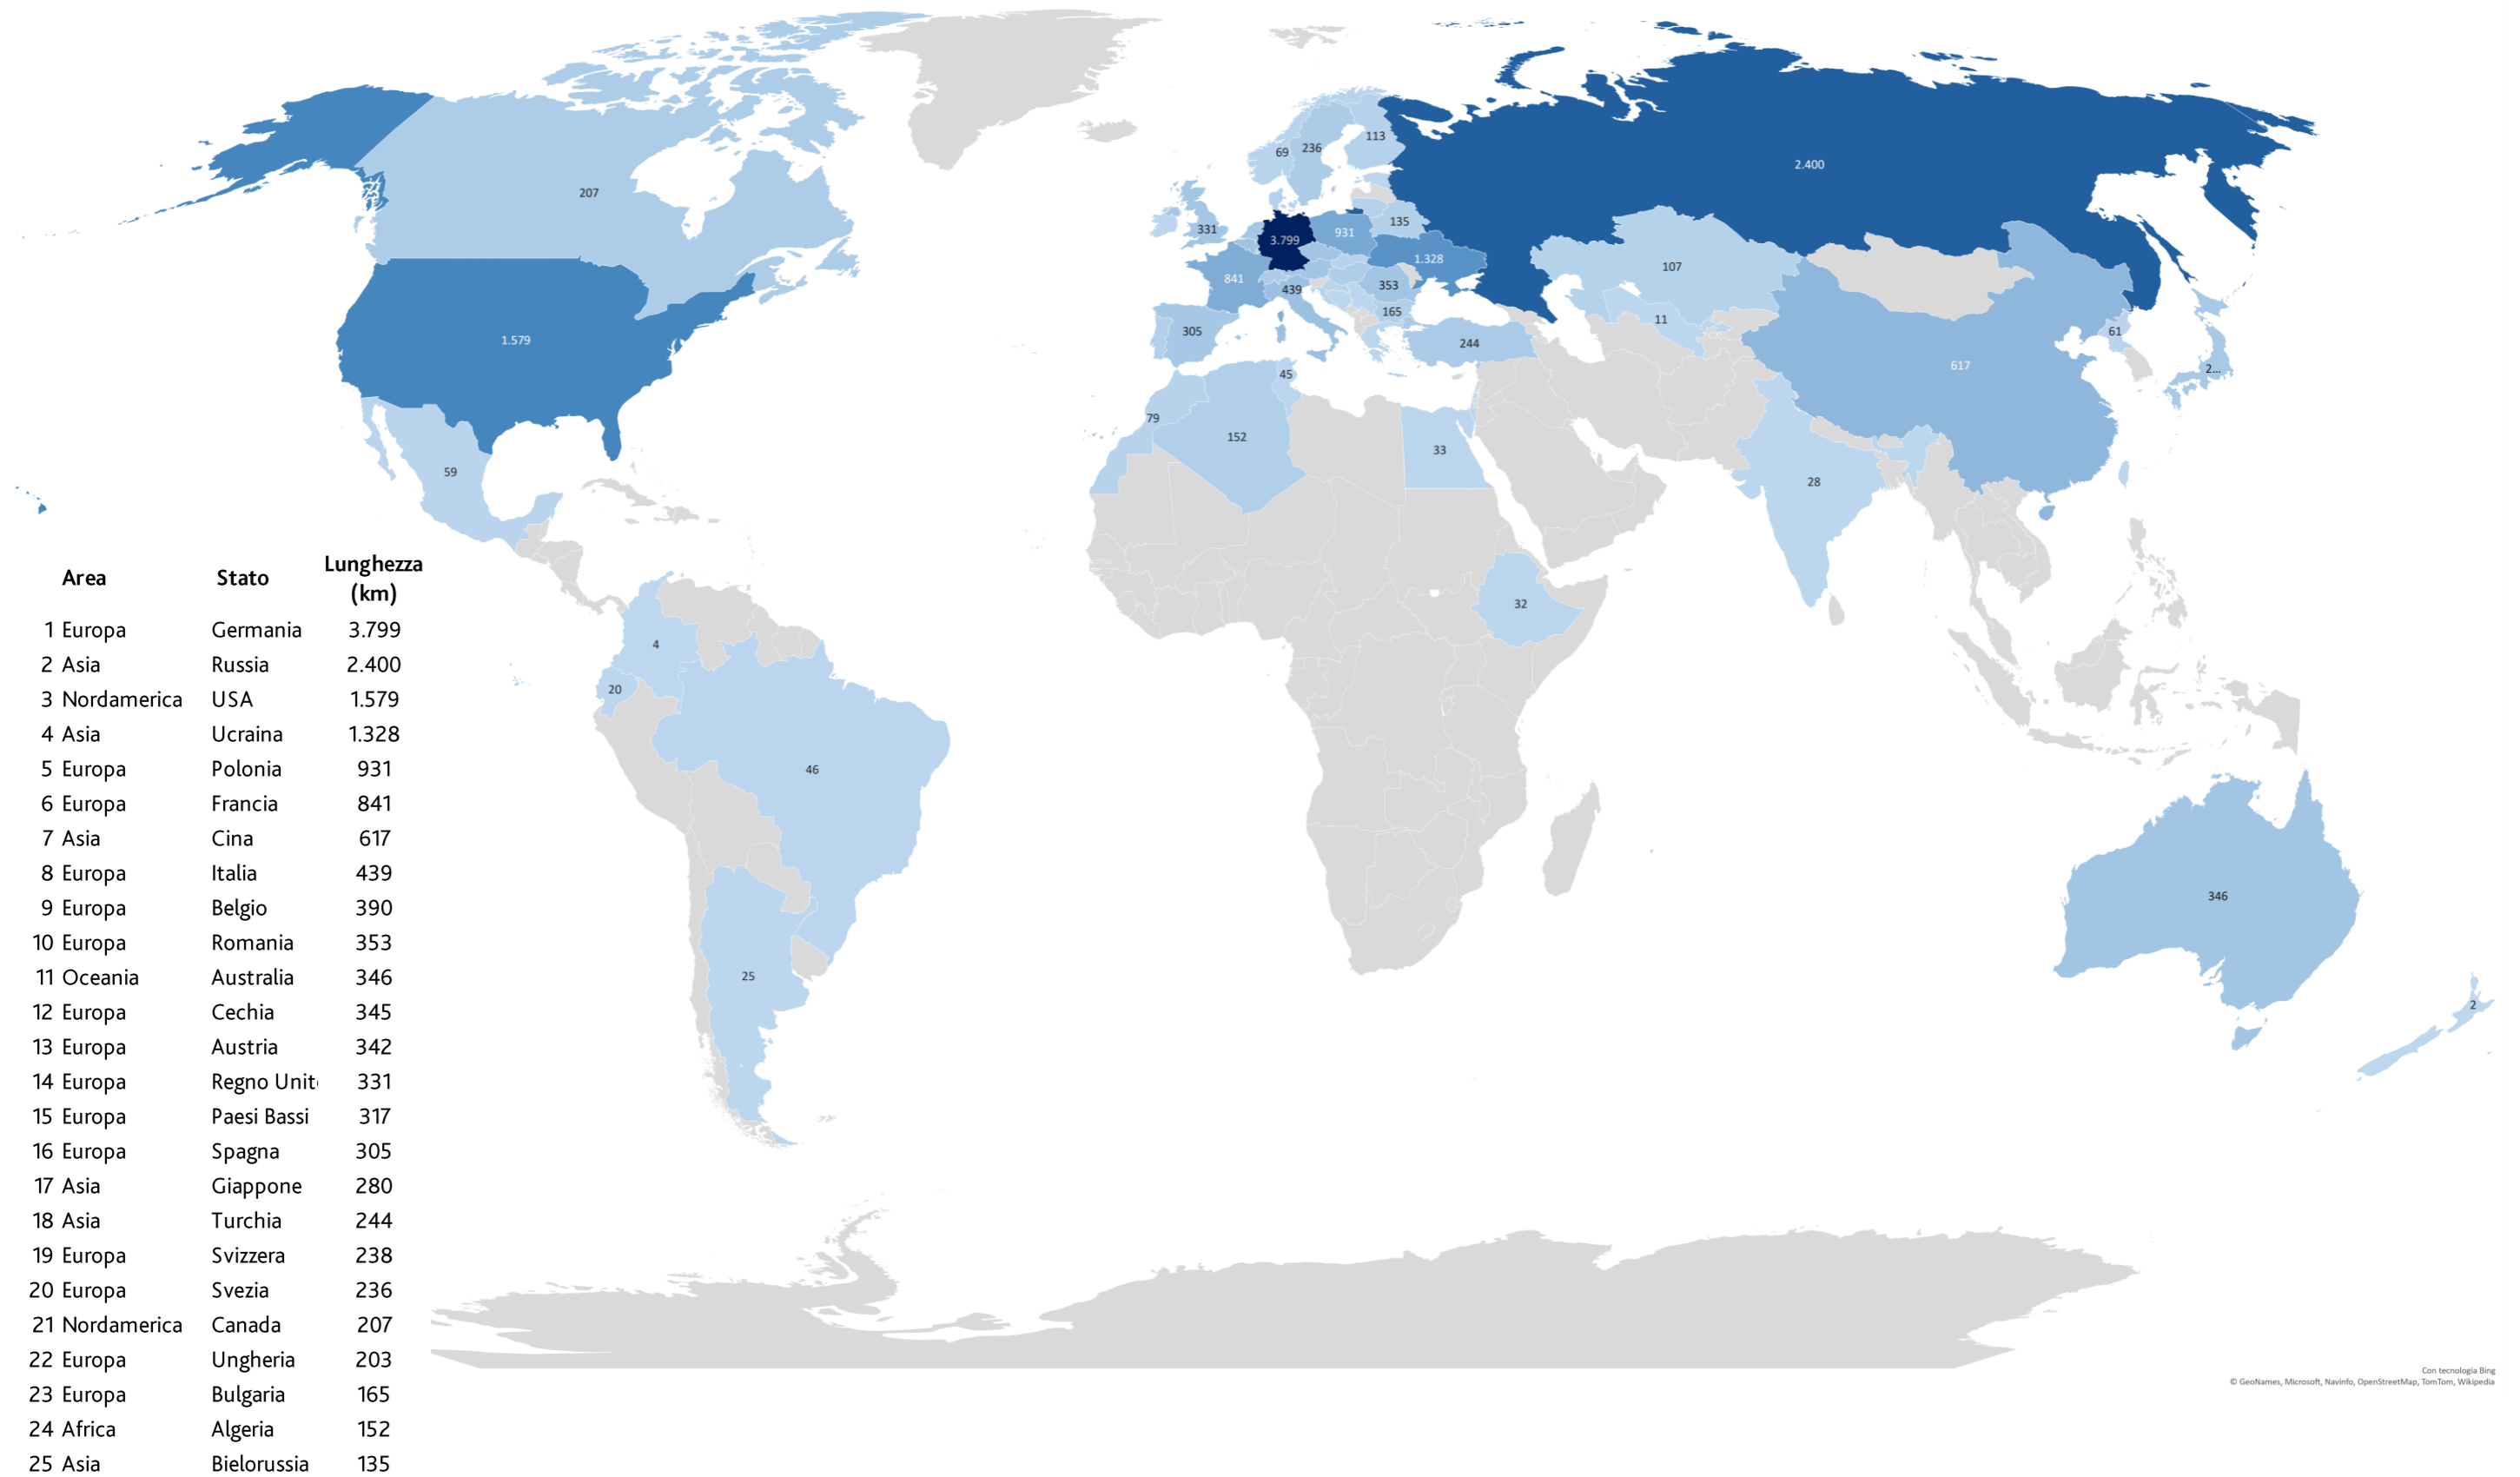 207
1.579
59
4
20
46
25
69
236
113
2.400
331
3.799
931
135
841
439
353
1.328
165
305
244
107
11
617
61
2...
79
45
152
33
28
32
346
2
Area Stato Lunghezza
(km)
1 Europa Germania 3.799
2 Asia Russia 2.400
3 Nordamerica USA 1.579
4 Asia Ucraina 1.328
5 Europa Polonia 931
6 Europa Francia 841
7 Asia Cina 617
8 Europa Italia 439
9 Europa Belgio 390
10 Europa Romania 353
11 Oceania Australia 346
12 Europa Cechia 345
13 Europa Austria 342
14 Europa Regno Unit 331
15 Europa Paesi Bassi 317
16 Europa Spagna 305
17 Asia Giappone 280
18 Asia Turchia 244
19 Europa Svizzera 238
20 Europa Svezia 236
21 Nordamerica Canada 207
22 Europa Ungheria 203
23 Europa Bulgaria 165
24 Africa Algeria 152
25 Asia Bielorussia 135
Con tecnologia Bing
© GeoNames, Microsoft, Navinfo, OpenStreetMap, TomTom, Wikipedia